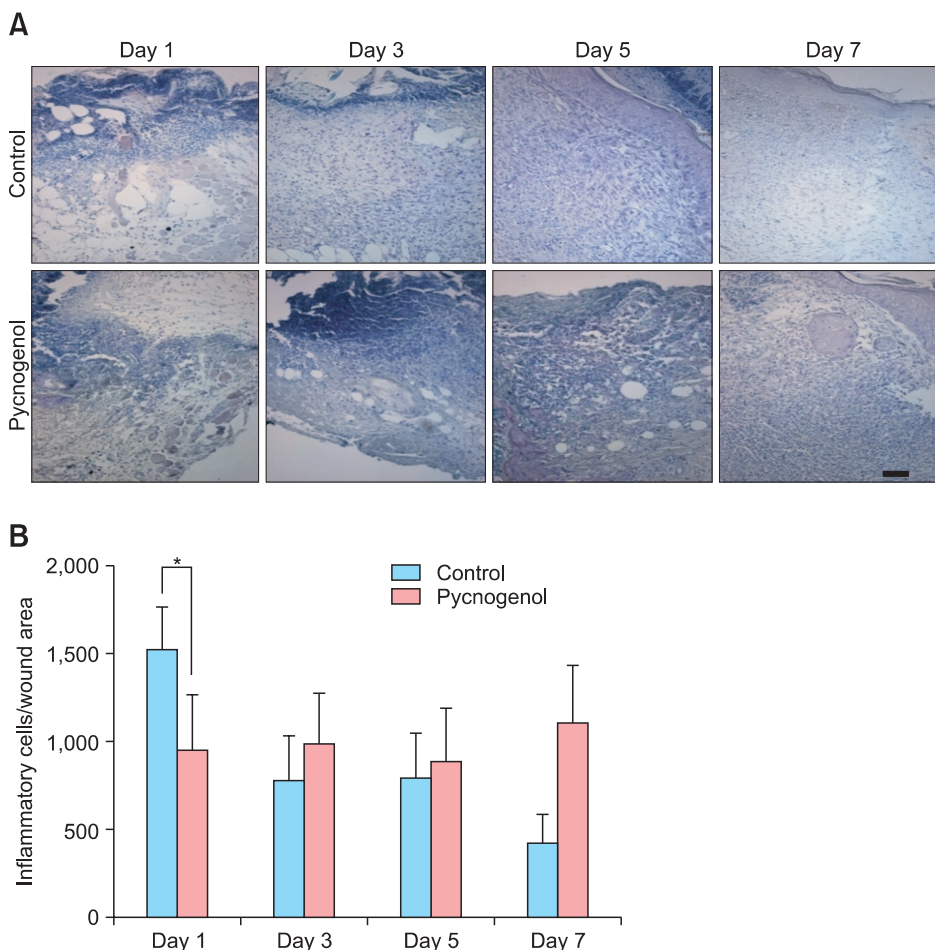 A
Day 1 Day 3 Day 5 Day 7
Control
Pycnogenol
B
Inflammatory cells/wound area
2,000
1,500
1,000
500
0
*
Control
Pycnogenol
Day 1 Day 3 Day 5 Day 7